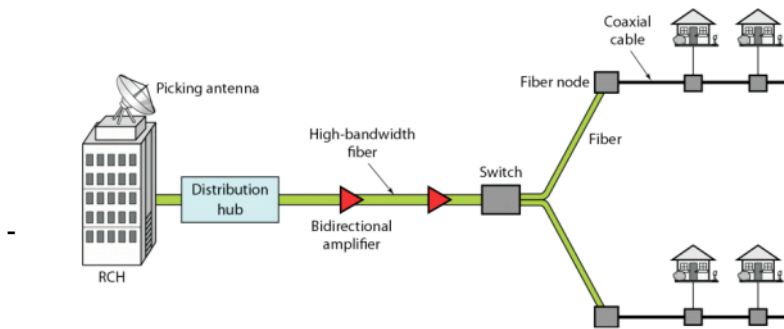 Coaxial
cable
Picking antenna
Fiber node
High-bandwidth
fiber
Fiber
Switch
Distribution
hub
Bidirectional
amplifier
RCH
-